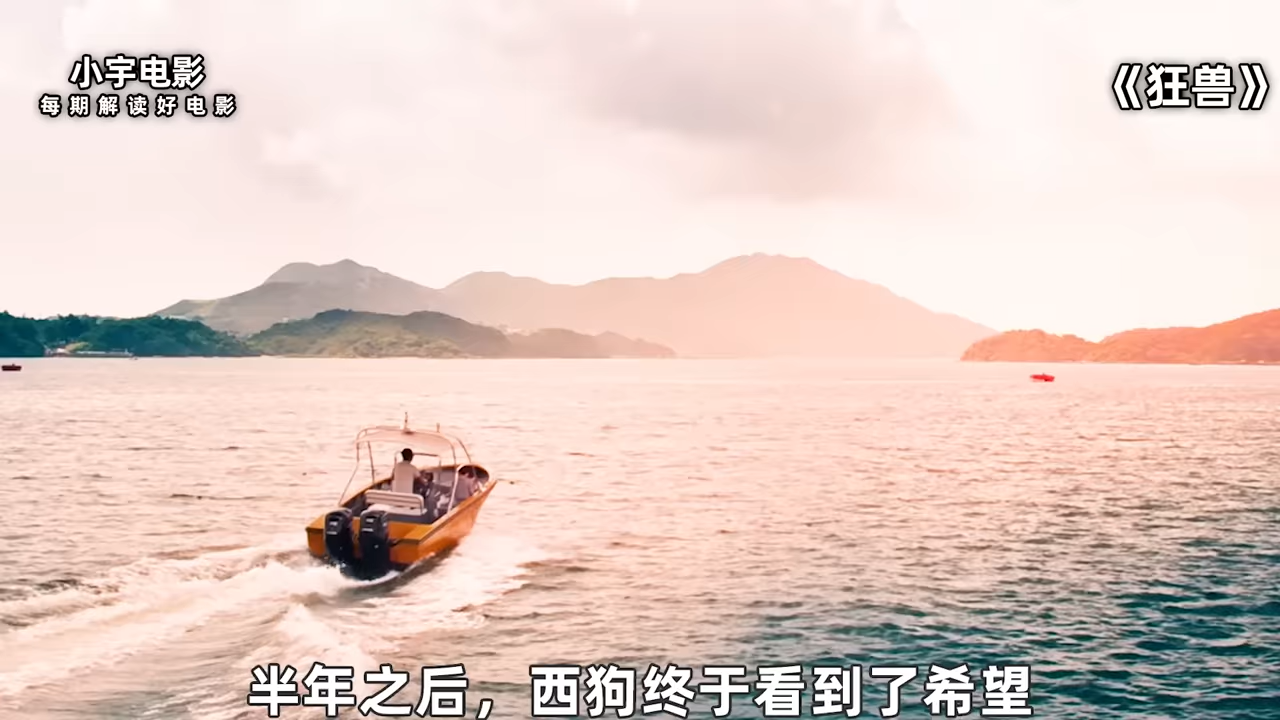 小宇电影
每期解读好电影
《狂兽》
半年之后，西狗终于看到了希望